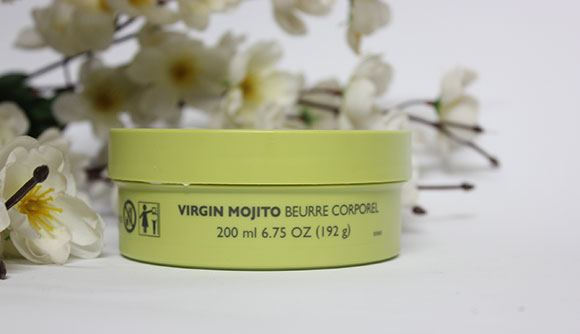 VIRGIN MOJITO BEURRE CORPOREL
200 ml 6.75 OZ (192 g)